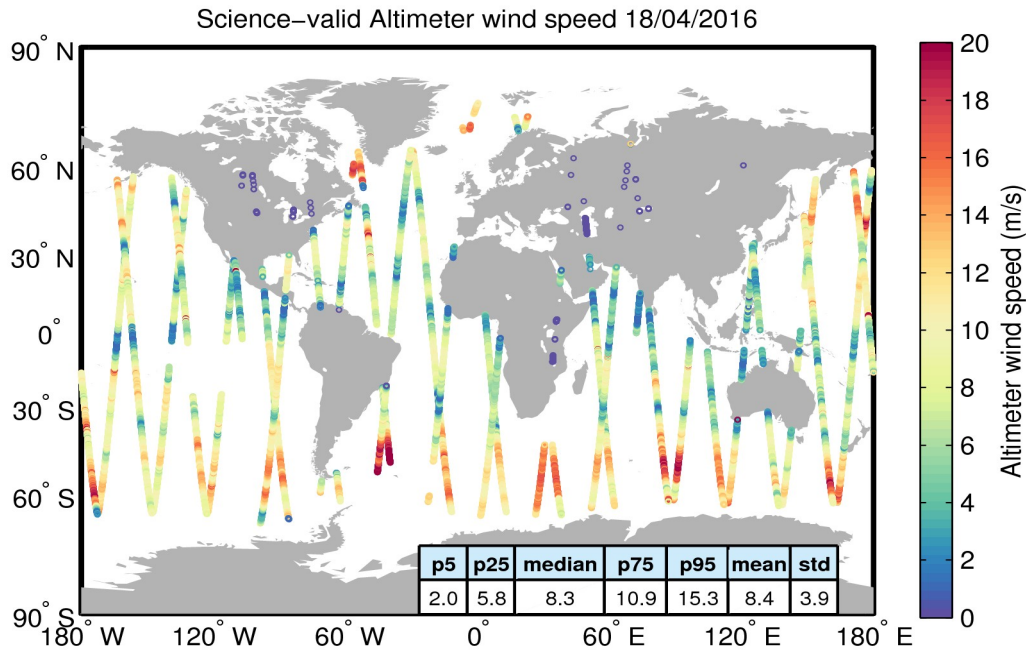 Science−valid Altimeter wind speed 18/04/2016
90° N
60° N
30° N
0°
30° S
60° S
90° S
180° W
120° W
60° W
0°
60° E
120° E
180° E
p5 p25 median p75 p95 mean std
2.0 5.8 8.3 10.9 15.3 8.4 3.9
20
18
16
14
12
10
8
6
4
2
0
Altimeter wind speed (m/s)